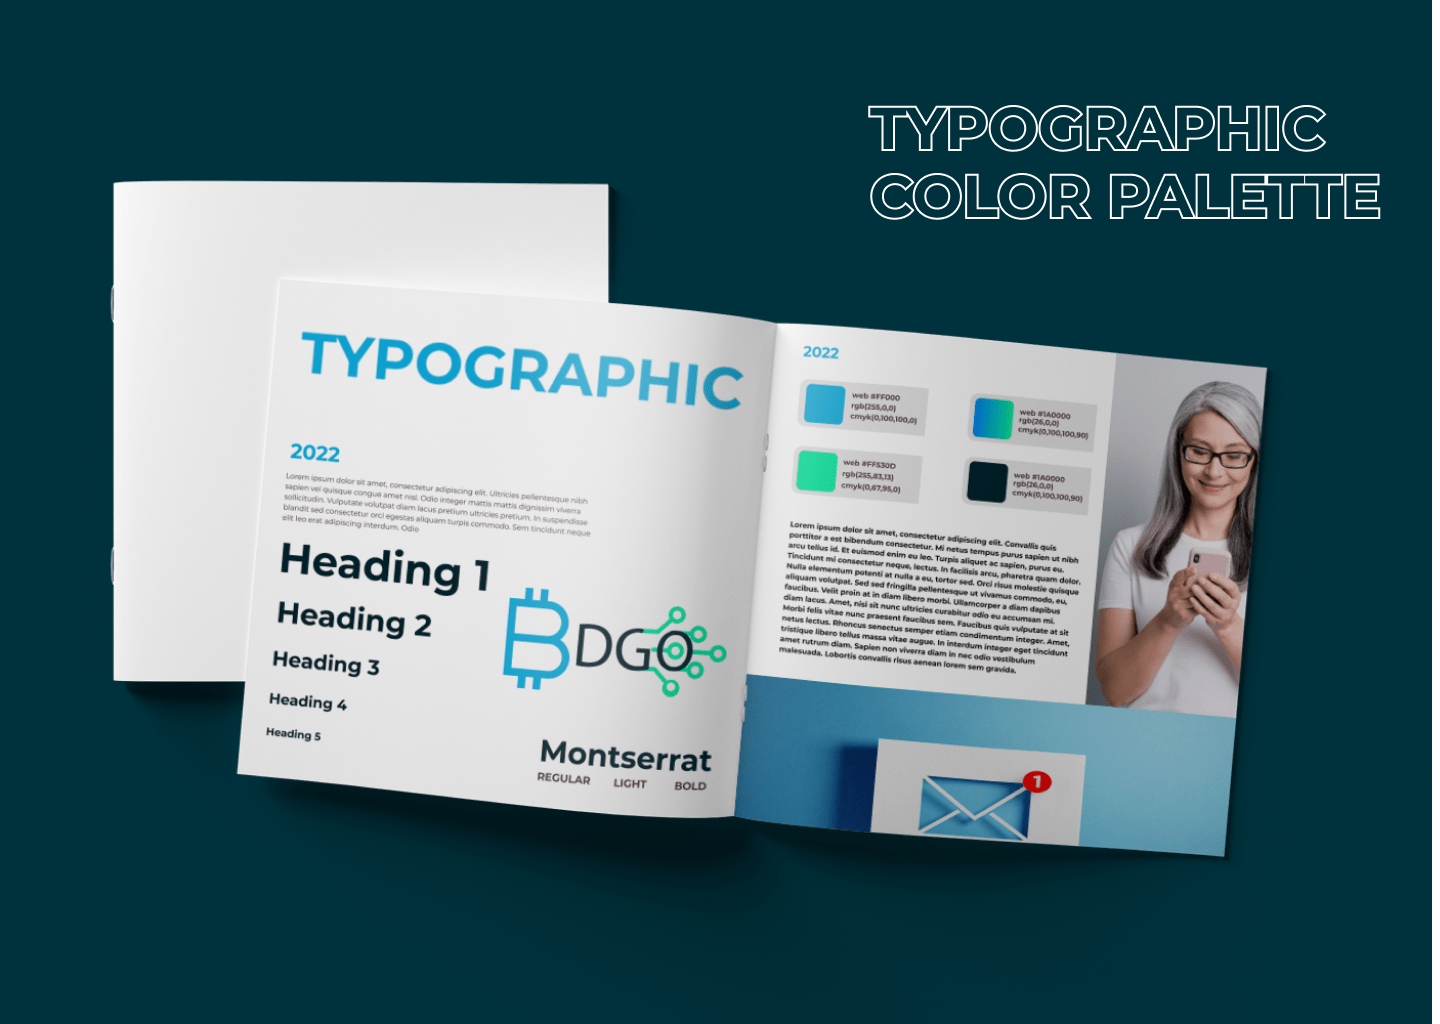 TYPOGRAPHIC
COLOR PALETTE
TYPOGRAPHIC
2022
Lorem ipsum dolor sit amet, consectetur adipiscing elit. Ultricies pellentesque nibh
sapien vel quisque congue amet nisl. Odio integer mattis mattis dignissim viverra
sollicitudin. Vulputate volutpat diam lacus pretium ultricies pretium. In suspendisse
blandit sed consectetur orci egestas aliquam turpis commodo. Sem tincidunt neque
elit leo erat adipiscing interdum. Odio
Heading 1
Heading 2
Heading 3
Heading 4
Heading 5
BDGO
Montserrat
REGULAR LIGHT BOLD
2022
web #FF000
rgb(255,0,0)
cmyk(0,100,100,0)
web #1A0000
rgb(26,0,0)
cmyk(0,100,100,90)
web #FF530D
rgb(255,83,13)
cmyk(0,67,95,0)
web #1A0000
rgb(26,0,0)
cmyk(0,100,100,90)
Lorem ipsum dolor sit amet, consectetur adipiscing elit. Convallis quis
porttitor a est bibendum consectetur. Mi netus tempus purus sapien ut nibh
arcu tellus id. Et euismod enim eu leo. Turpis aliquet ac sapien, purus eu.
Tincidunt mi consectetur neque, lectus. In facilisis arcu, pharetra quam dolor.
Nulla elementum potenti at nulla a eu, tortor sed. Orci risus molestie quisque
aliquam volutpat. Sed sed fringilla pellentesque ut vivamus commodo, eu,
faucibus. Velit proin at in diam libero morbi. Ullamcorper a diam dapibus
diam lacus. Amet, nisi sit nunc ultricies curabitur odio eu accumsan mi.
Morbi felis vitae nunc praesent faucibus sem. Faucibus quis vulputate at sit
netus lectus. Rhoncus senectus semper etiam condimentum integer. Amet,
tristique libero tellus massa vitae augue. In interdum integer eget tincidunt
amet rutrum diam. Sapien non viverra diam in nec odio vestibulum
malesuada. Lobortis convallis risus aenean lorem sem gravida.
1